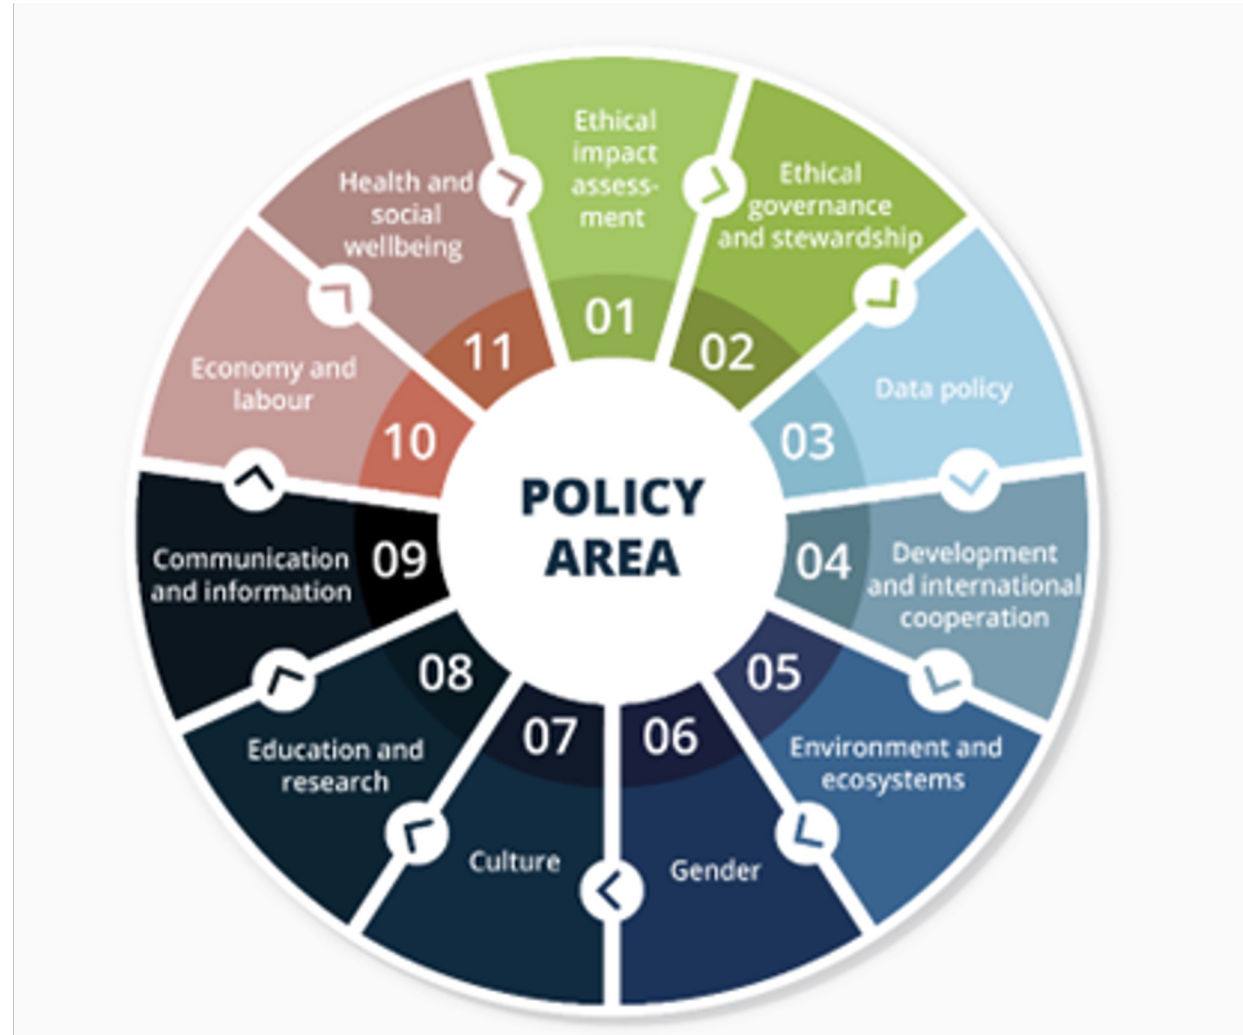 POLICY
AREA
01
Ethical
impact
assess-
ment
02
Ethical
governance
and stewardship
03
Data policy
04
Development
and international
cooperation
05
Environment and
ecosystems
06
Gender
07
Culture
08
Education and
research
09
Communication
and information
10
Economy and
labour
11
Health and
social
wellbeing